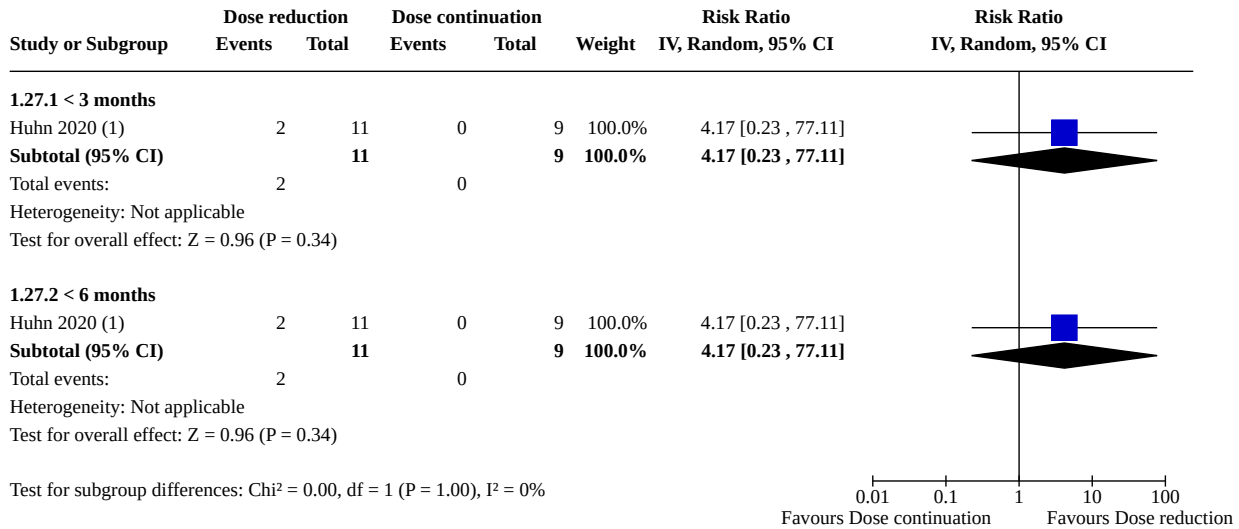 Dose reduction Dose continuation Risk Ratio Risk Ratio
Study or Subgroup Events Total Events Total Weight IV, Random, 95% CI IV, Random, 95% CI
1.27.1 < 3 months
Huhn 2020 (1) 2 11 0 9 100.0% 4.17 [0.23 , 77.11]
Subtotal (95% CI) 11 9 100.0% 4.17 [0.23 , 77.11]
Total events: 2 0
Heterogeneity: Not applicable
Test for overall effect: Z = 0.96 (P = 0.34)
1.27.2 < 6 months
Huhn 2020 (1) 2 11 0 9 100.0% 4.17 [0.23 , 77.11]
Subtotal (95% CI) 11 9 100.0% 4.17 [0.23 , 77.11]
Total events: 2 0
Heterogeneity: Not applicable
Test for overall effect: Z = 0.96 (P = 0.34)
Test for subgroup differences: Chi² = 0.00, df = 1 (P = 1.00), I² = 0%
0.01 0.1 1 10 100
Favours Dose continuation Favours Dose reduction